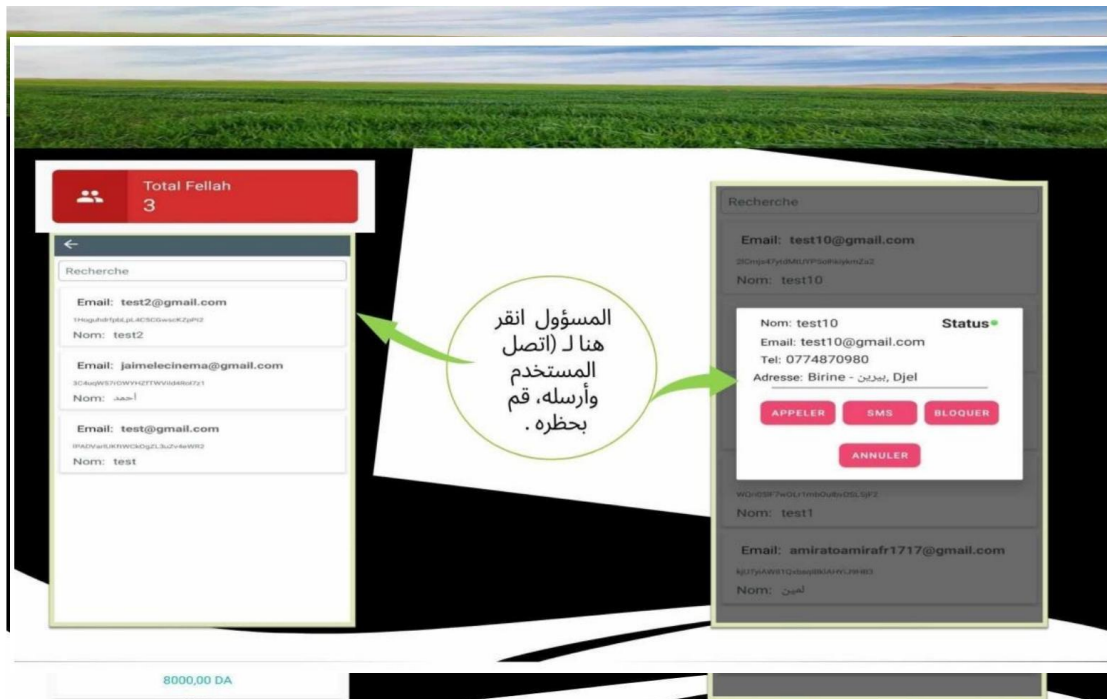 Total Fellah
3
Recherche
Email: test2@gmail.com
Nom: test2
Email: jaimelecinema@gmail.com
Nom: احمد
Email: test@gmail.com
Nom: test
المسؤول انقر
هنا لـ (اتصل
المستخدم
وأرسله، قم
بحظره .
Recherche
Email: test10@gmail.com
Nom: test10
Nom: test10
Status
Email: test10@gmail.com
Tel: 0774870980
Adresse: Birine - بيرين, Djel
APPELER
SMS
BLOQUER
ANNULER
Nom: test1
Email: amiratoamirafr1717@gmail.com
Nom: لمين
8000,00 DA